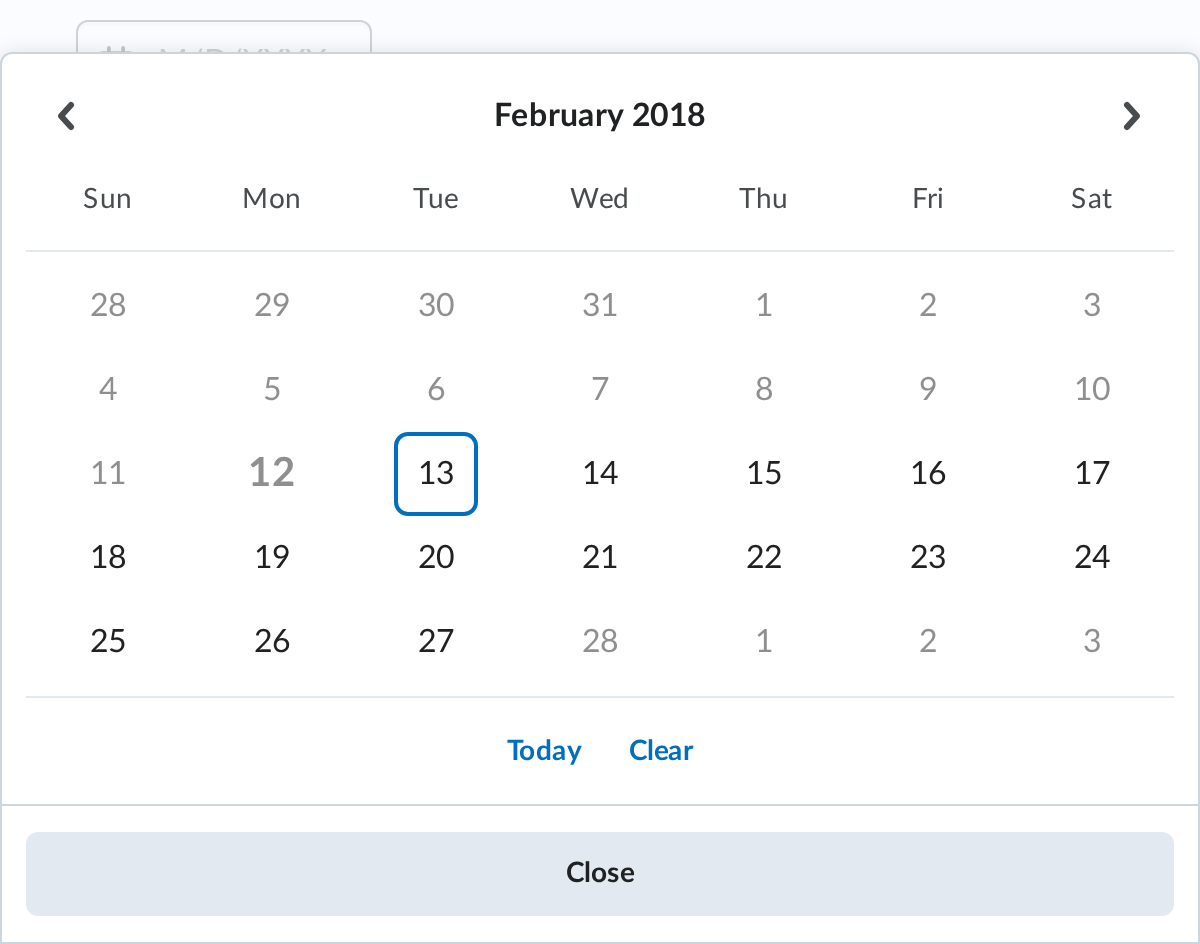 February 2018
Sun Mon Tue Wed Thu Fri Sat
28 29 30 31 1 2 3
4 5 6 7 8 9 10
11 12 13 14 15 16 17
18 19 20 21 22 23 24
25 26 27 28 1 2 3
Today Clear
Close